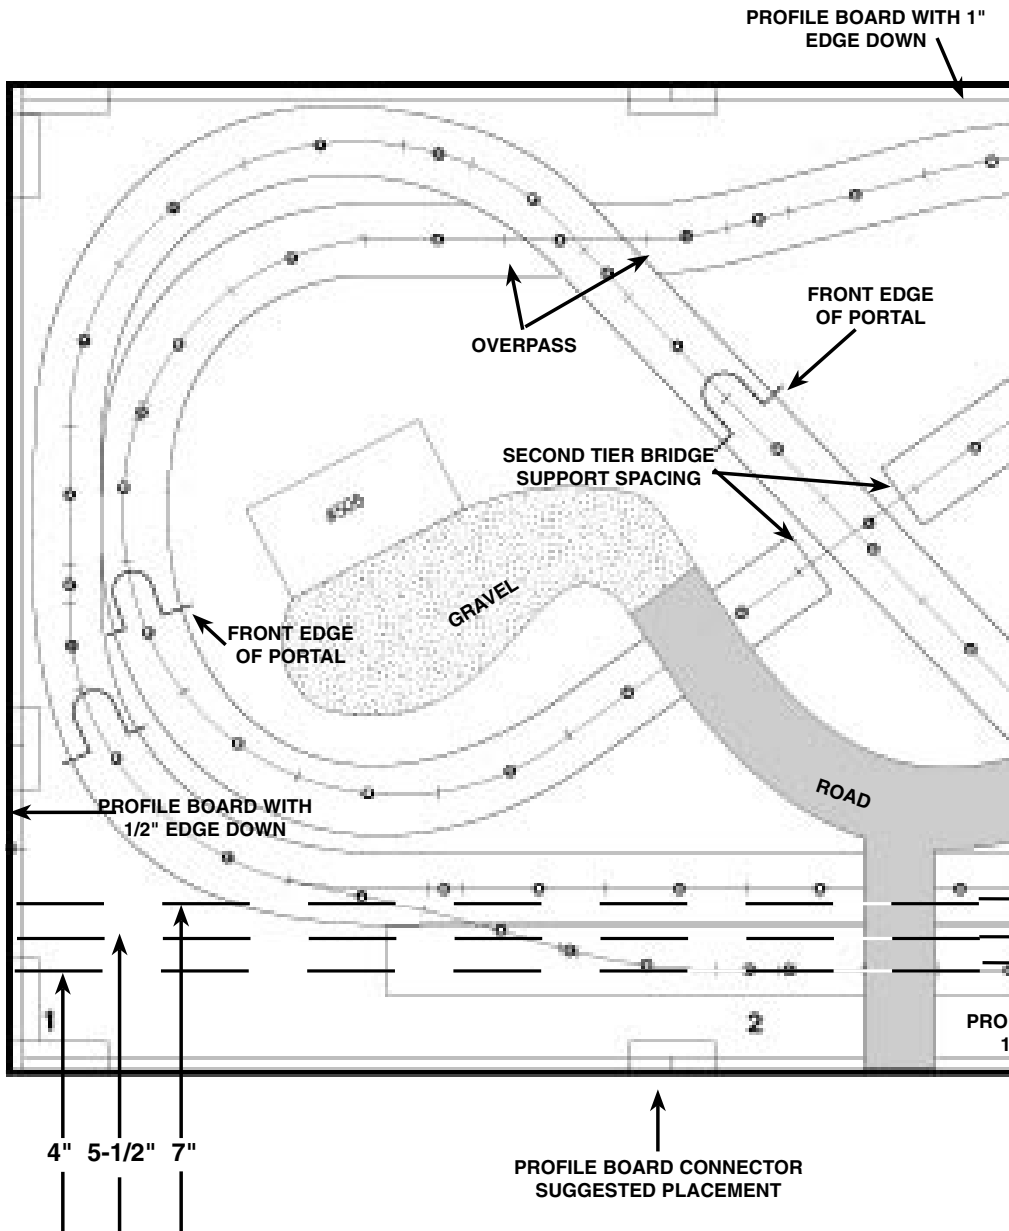 PROFILE BOARD WITH 1"
EDGE DOWN
FRONT EDGE
OF PORTAL
OVERPASS
SECOND TIER BRIDGE
SUPPORT SPACING
GRAVEL
FRONT EDGE
OF PORTAL
ROAD
PROFILE BOARD WITH
1/2" EDGE DOWN
1
2
PRO
1
4" 5-1/2" 7"
PROFILE BOARD CONNECTOR
SUGGESTED PLACEMENT